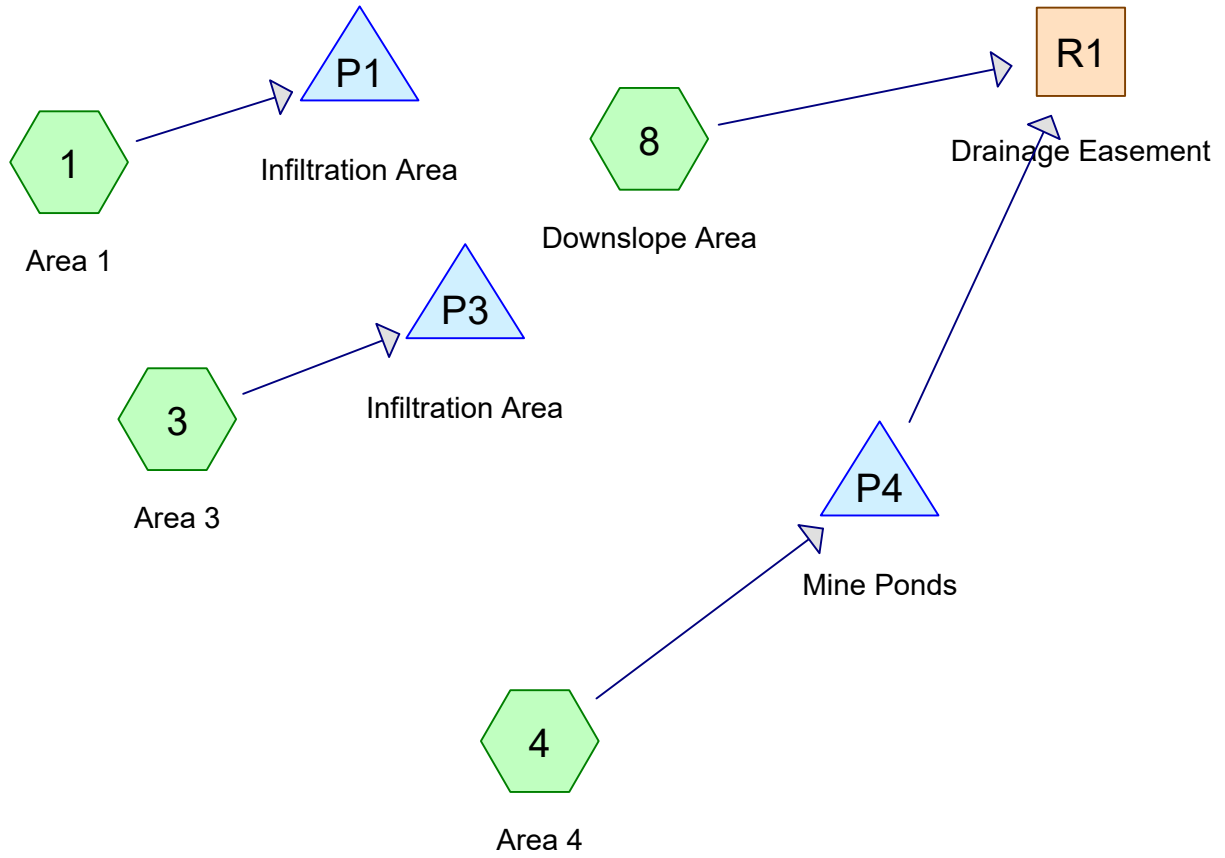 P1
R1
1
8
Infiltration Area
Drainage Easement
Area 1
Downslope Area
P3
3
Infiltration Area
Area 3
P4
Mine Ponds
4
Area 4